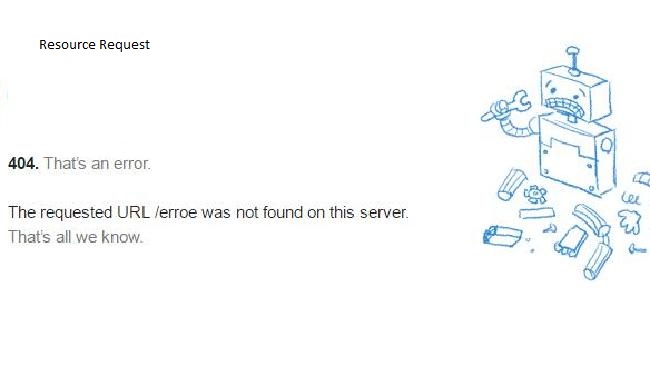 Resource Request
404. That's an error.
The requested URL /erroe was not found on this server.
That's all we know.